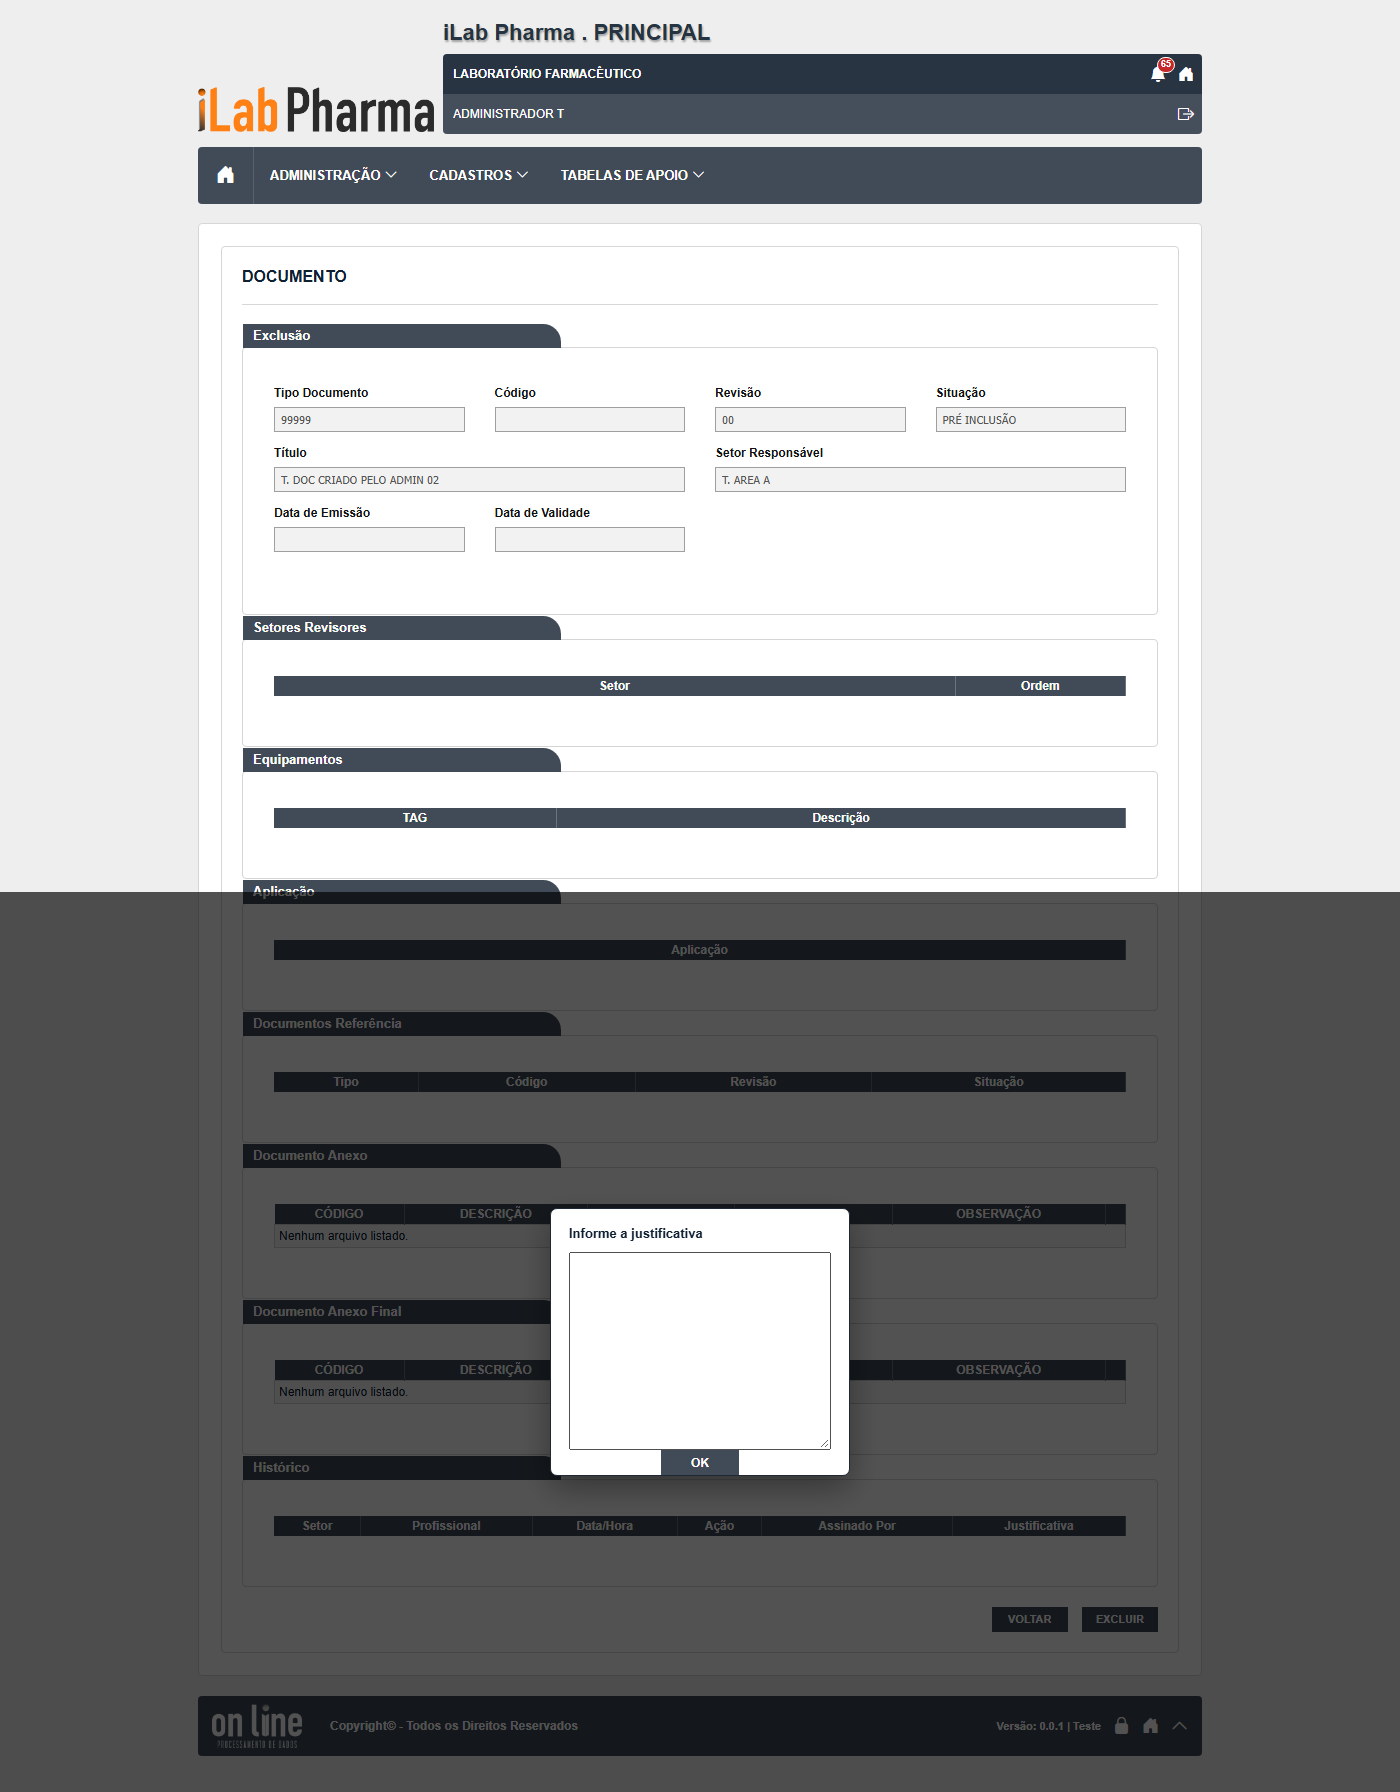 iLab Pharma . PRINCIPAL
LABORATÓRIO FARMACÊUTICO
65
iLab Pharma
ADMINISTRADOR T
ADMINISTRAÇÃO CADASTROS TABELAS DE APOIO
DOCUMENTO
Exclusão
Tipo Documento Código Revisão Situação
99999 00 PRÉ INCLUSÃO
Título Setor Responsável
T. DOC CRIADO PELO ADMIN 02 T. AREA A
Data de Emissão Data de Validade
Setores Revisores
Setor Ordem
Equipamentos
TAG Descrição
Aplicação
Aplicação
Documentos Referência
Tipo Código Revisão Situação
Documento Anexo
CÓDIGO DESCRIÇÃO OBSERVAÇÃO
Nenhum arquivo listado.
Informe a justificativa
Documento Anexo Final
CÓDIGO DESCRIÇÃO OBSERVAÇÃO
Nenhum arquivo listado.
OK
Histórico
Setor Profissional Data/Hora Ação Assinado Por Justificativa
VOLTAR EXCLUIR
on line
PROCESSAMENTO DE DADOS
Copyright© - Todos os Direitos Reservados
Versão: 0.0.1 | Teste